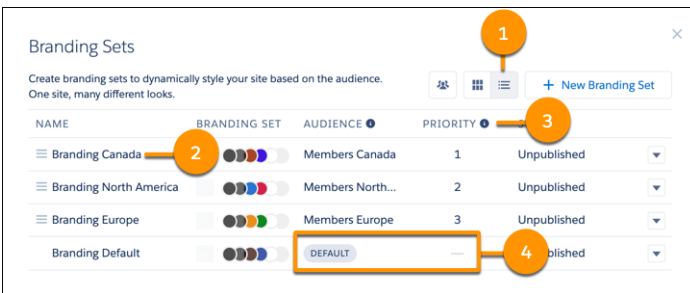 1
Branding Sets
Create branding sets to dynamically style your site based on the audience.
One site, many different looks.
+ New Branding Set
NAME BRANDING SET AUDIENCE PRIORITY 3
Branding Canada 2 Members Canada 1 Unpublished
Branding North America Members North... 2 Unpublished
Branding Europe Members Europe 3 Unpublished
Branding Default DEFAULT — 4 blished